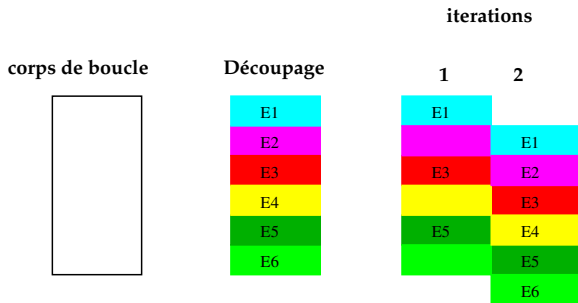 iterations
corps de boucle
Découpage
1 2
E1 E1
E2 E1
E3 E3 E2
E4 E3
E5 E5 E4
E6 E5
E6